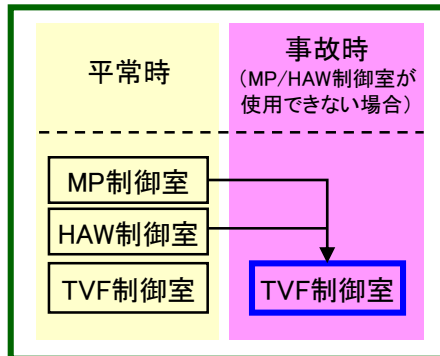 平常時
事故時
（MP/HAW制御室が
使用できない場合）
MP制御室
HAW制御室
TVF制御室
TVF制御室